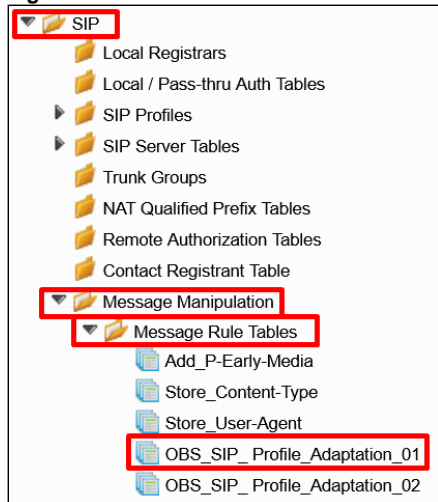 SIP
Local Registrars
Local / Pass-thru Auth Tables
SIP Profiles
SIP Server Tables
Trunk Groups
NAT Qualified Prefix Tables
Remote Authorization Tables
Contact Registrant Table
Message Manipulation
Message Rule Tables
Add_P-Early-Media
Store_Content-Type
Store_User-Agent
OBS_SIP_ Profile_Adaptation_01
OBS_SIP_ Profile_Adaptation_02